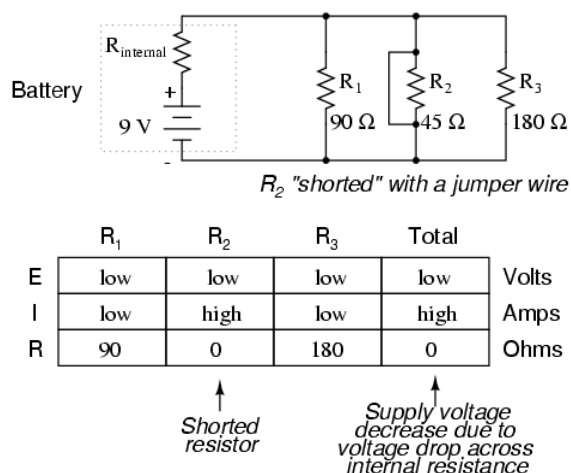 R internal
Battery
+
9 V
-
R1
90 Ω
R2
45 Ω
R3
180 Ω
R2 "shorted" with a jumper wire
R1 R2 R3 Total
E low low low low Volts
I low high low high Amps
R 90 0 180 0 Ohms
Shorted
resistor
Supply voltage
decrease due to
voltage drop across
internal resistance